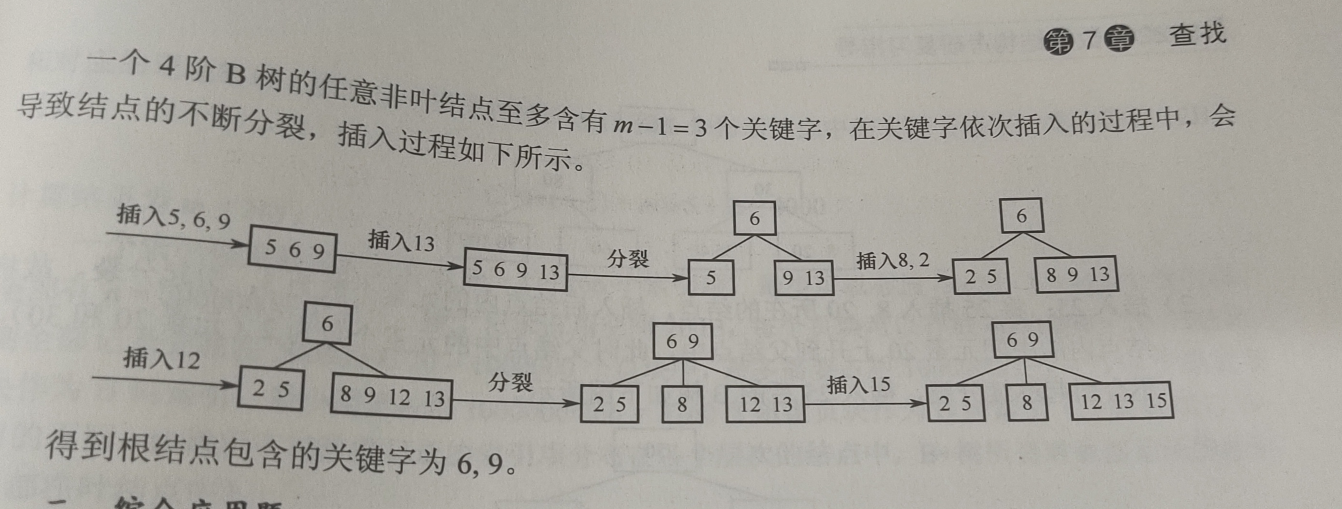 第7章 查找
一个4阶B树的任意非叶结点至多含有m-1=3个关键字，在关键字依次插入的过程中，会
导致结点的不断分裂，插入过程如下所示。
插入5, 6, 9
5 6 9
插入13
5 6 9 13
分裂
6
5
9 13
插入8, 2
6
2 5
8 9 13
插入12
6
2 5
8 9 12 13
分裂
6 9
2 5
8
12 13
插入15
6 9
2 5
8
12 13 15
得到根结点包含的关键字为6, 9。